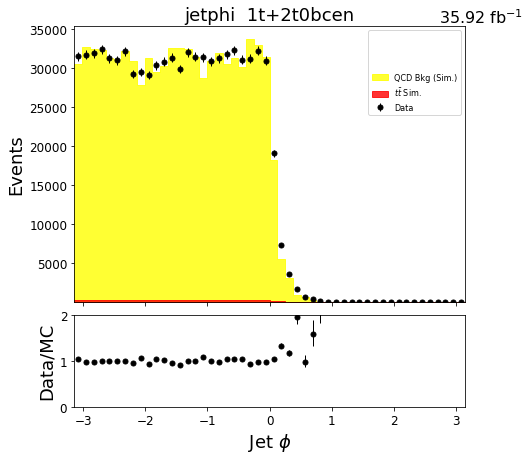 jetphi 1t+2t0bcen
35.92 fb⁻¹
Events
35000
30000
25000
20000
15000
10000
5000
QCD Bkg (Sim.)
tt̄ Sim.
Data
Data/MC
2
1
0
−3 −2 −1 0 1 2 3
Jet ϕ